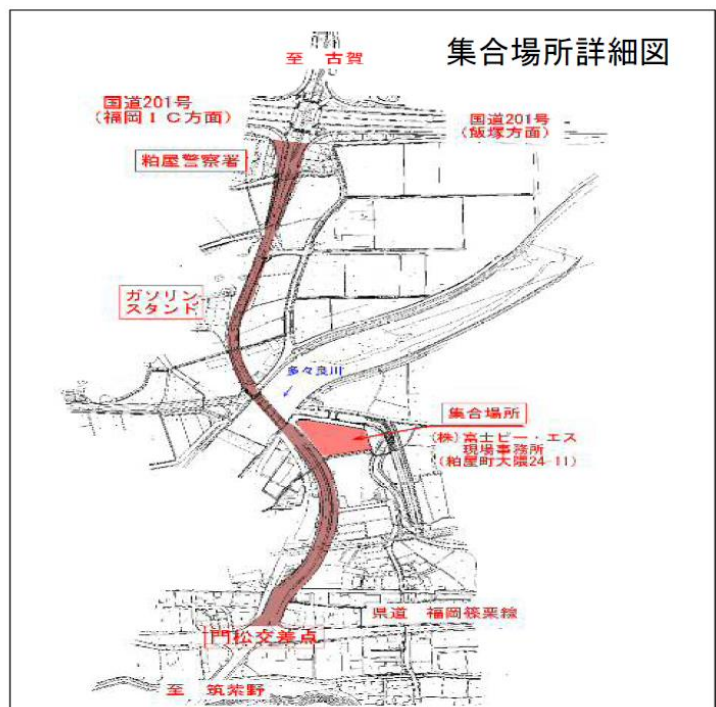 集合場所詳細図
至 古賀
国道201号
(福岡IC方面)
国道201号
(飯塚方面)
粕屋警察署
ガソリン
スタンド
多々良川
集合場所
(株)富士ピー・エス
現場事務所
(粕屋町大隈24-11)
県道 福岡篠栗線
門松交差点
至 筑紫野